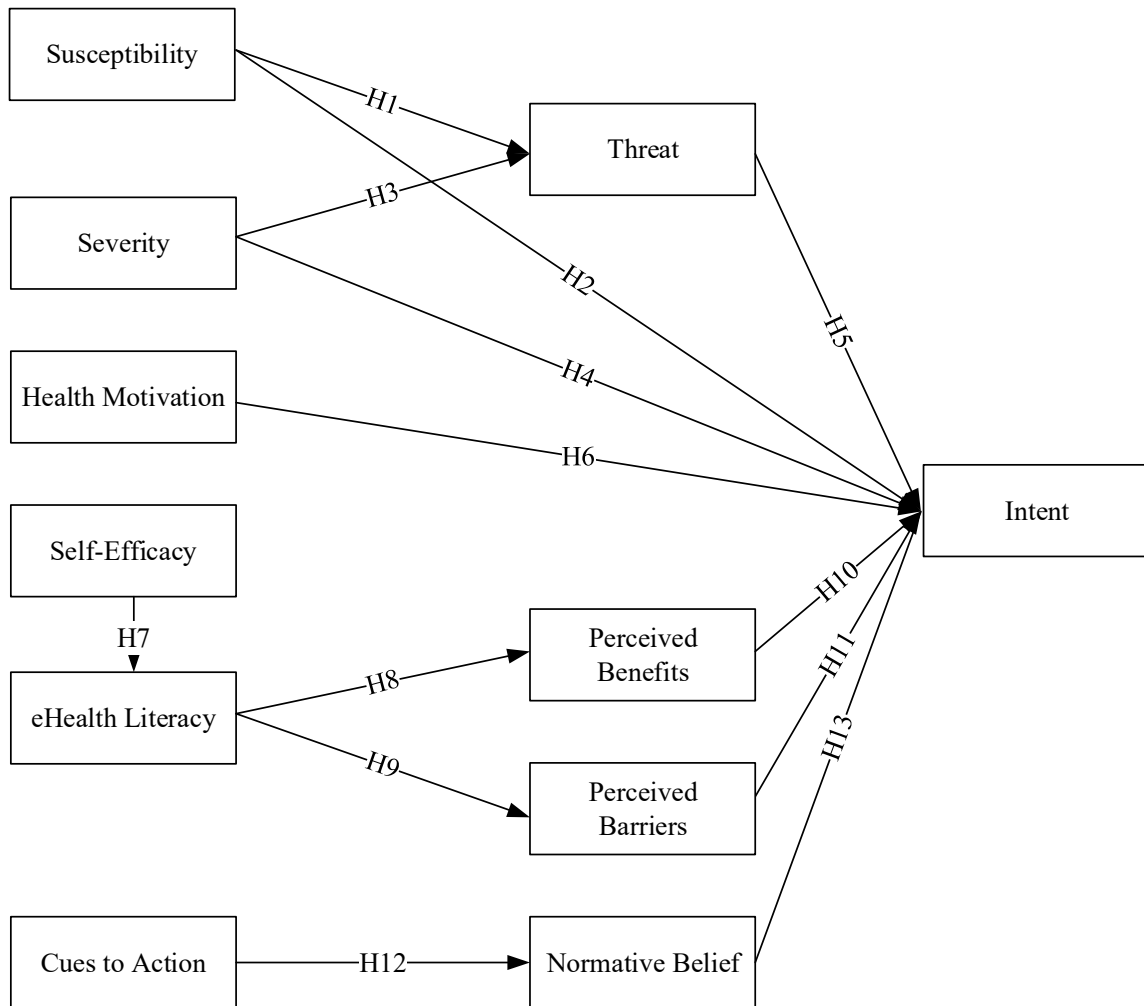 Susceptibility
H1
Threat
H3
Severity
H2
H5
H4
Health Motivation
H6
Intent
Self-Efficacy
H10
H7
Perceived
Benefits
H8
H11
eHealth Literacy
H13
H9
Perceived
Barriers
Cues to Action
H12
Normative Belief